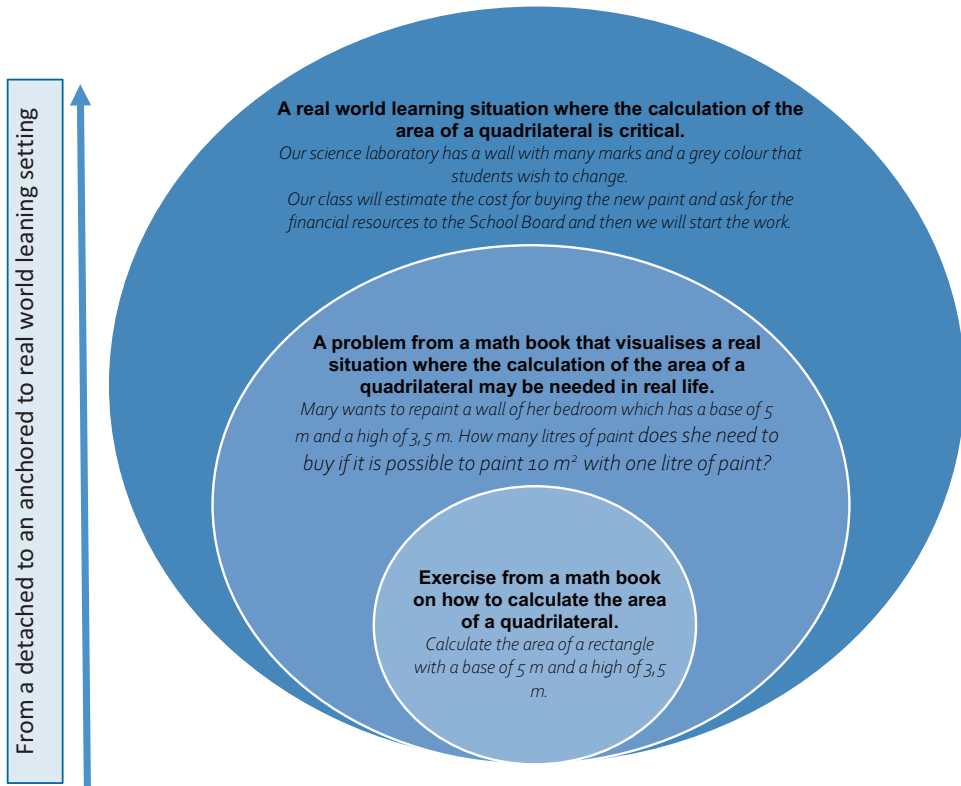 From a detached to an anchored to real world leaning setting
A real world learning situation where the calculation of the
area of a quadrilateral is critical.
Our science laboratory has a wall with many marks and a grey colour that
students wish to change.
Our class will estimate the cost for buying the new paint and ask for the
financial resources to the School Board and then we will start the work.
A problem from a math book that visualises a real
situation where the calculation of the area of a
quadrilateral may be needed in real life.
Mary wants to repaint a wall of her bedroom which has a base of 5
m and a high of 3,5 m. How many litres of paint does she need to
buy if it is possible to paint 10 m² with one litre of paint?
Exercise from a math book
on how to calculate the area
of a quadrilateral.
Calculate the area of a rectangle
with a base of 5 m and a high of 3,5
m.